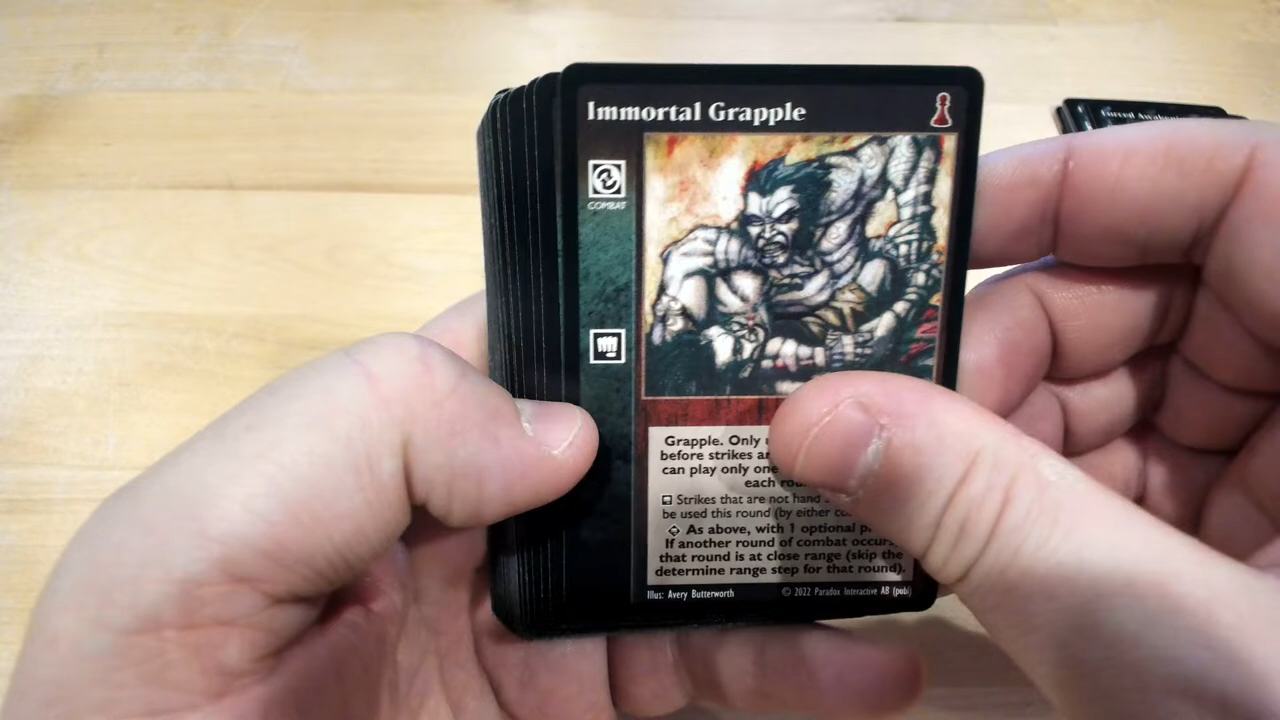 Immortal Grapple
COMBAT
Grapple. Only
before strikes
can play only one
each
Strikes that are not hand
be used this round (by either
As above, with 1 optional
If another round of combat occurs,
that round is at close range (skip the
determine range step for that round).
Illus: Avery Butterworth
© 2022 Paradox Interactive AB (publ)